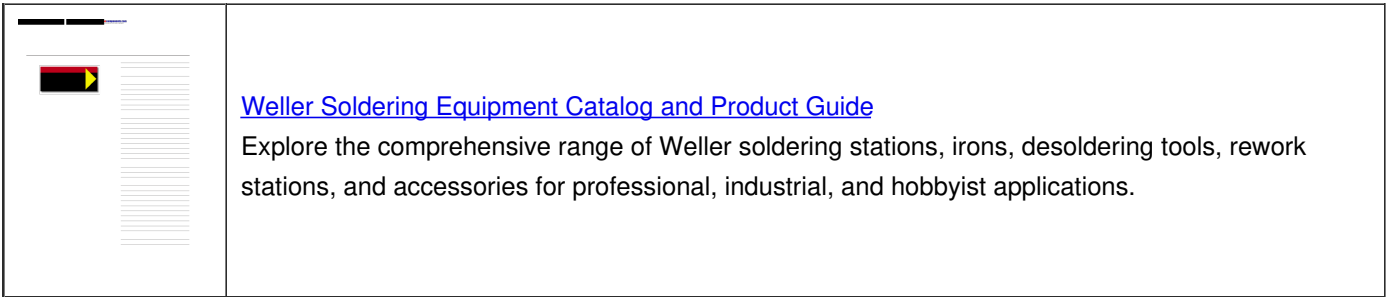 Weller Soldering Equipment Catalog and Product Guide
Explore the comprehensive range of Weller soldering stations, irons, desoldering tools, rework
stations, and accessories for professional, industrial, and hobbyist applications.